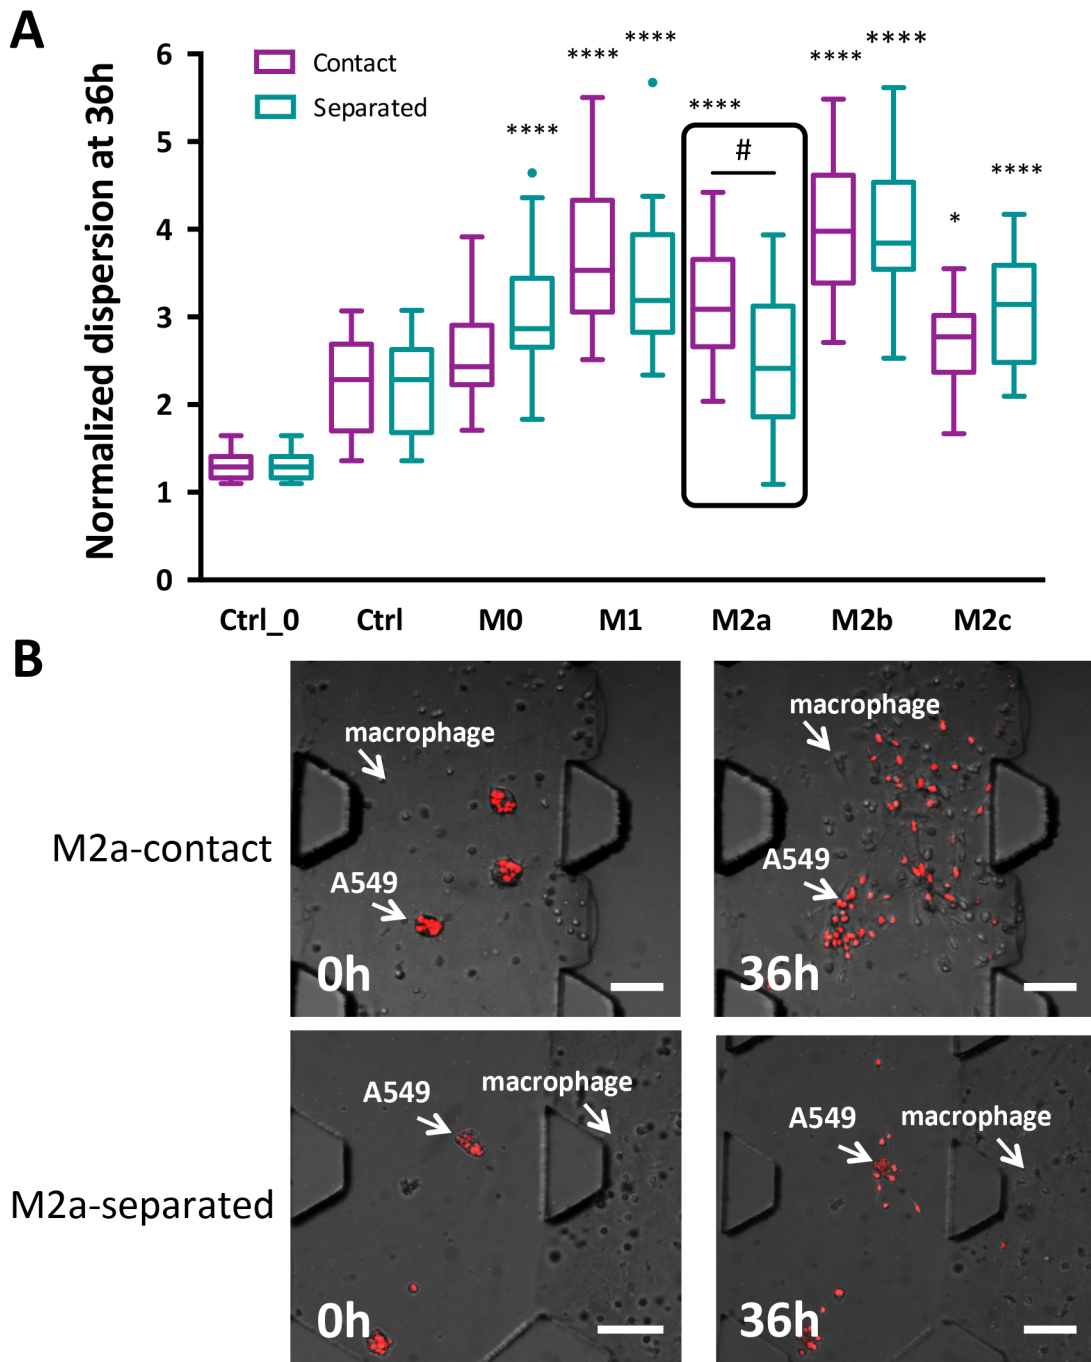 A
Normalized dispersion at 36h
6
5
4
3
2
1
0
Contact
Separated
****
****
****
****
#
****
****
*
****
Ctrl_0 Ctrl M0 M1 M2a M2b M2c
B
M2a-contact
macrophage
A549
0h
macrophage
A549
36h
M2a-separated
A549
macrophage
0h
A549
macrophage
36h